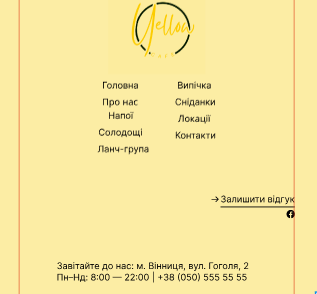 Yellow
Головна
Випічка
Про нас
Сніданки
Напої
Локації
Солодощі
Контакти
Ланч-група
→ Залишити відгук
Завітайте до нас: м. Вінниця, вул. Гоголя, 2
Пн–Нд: 8:00 — 22:00 | +38 (050) 555 55 55